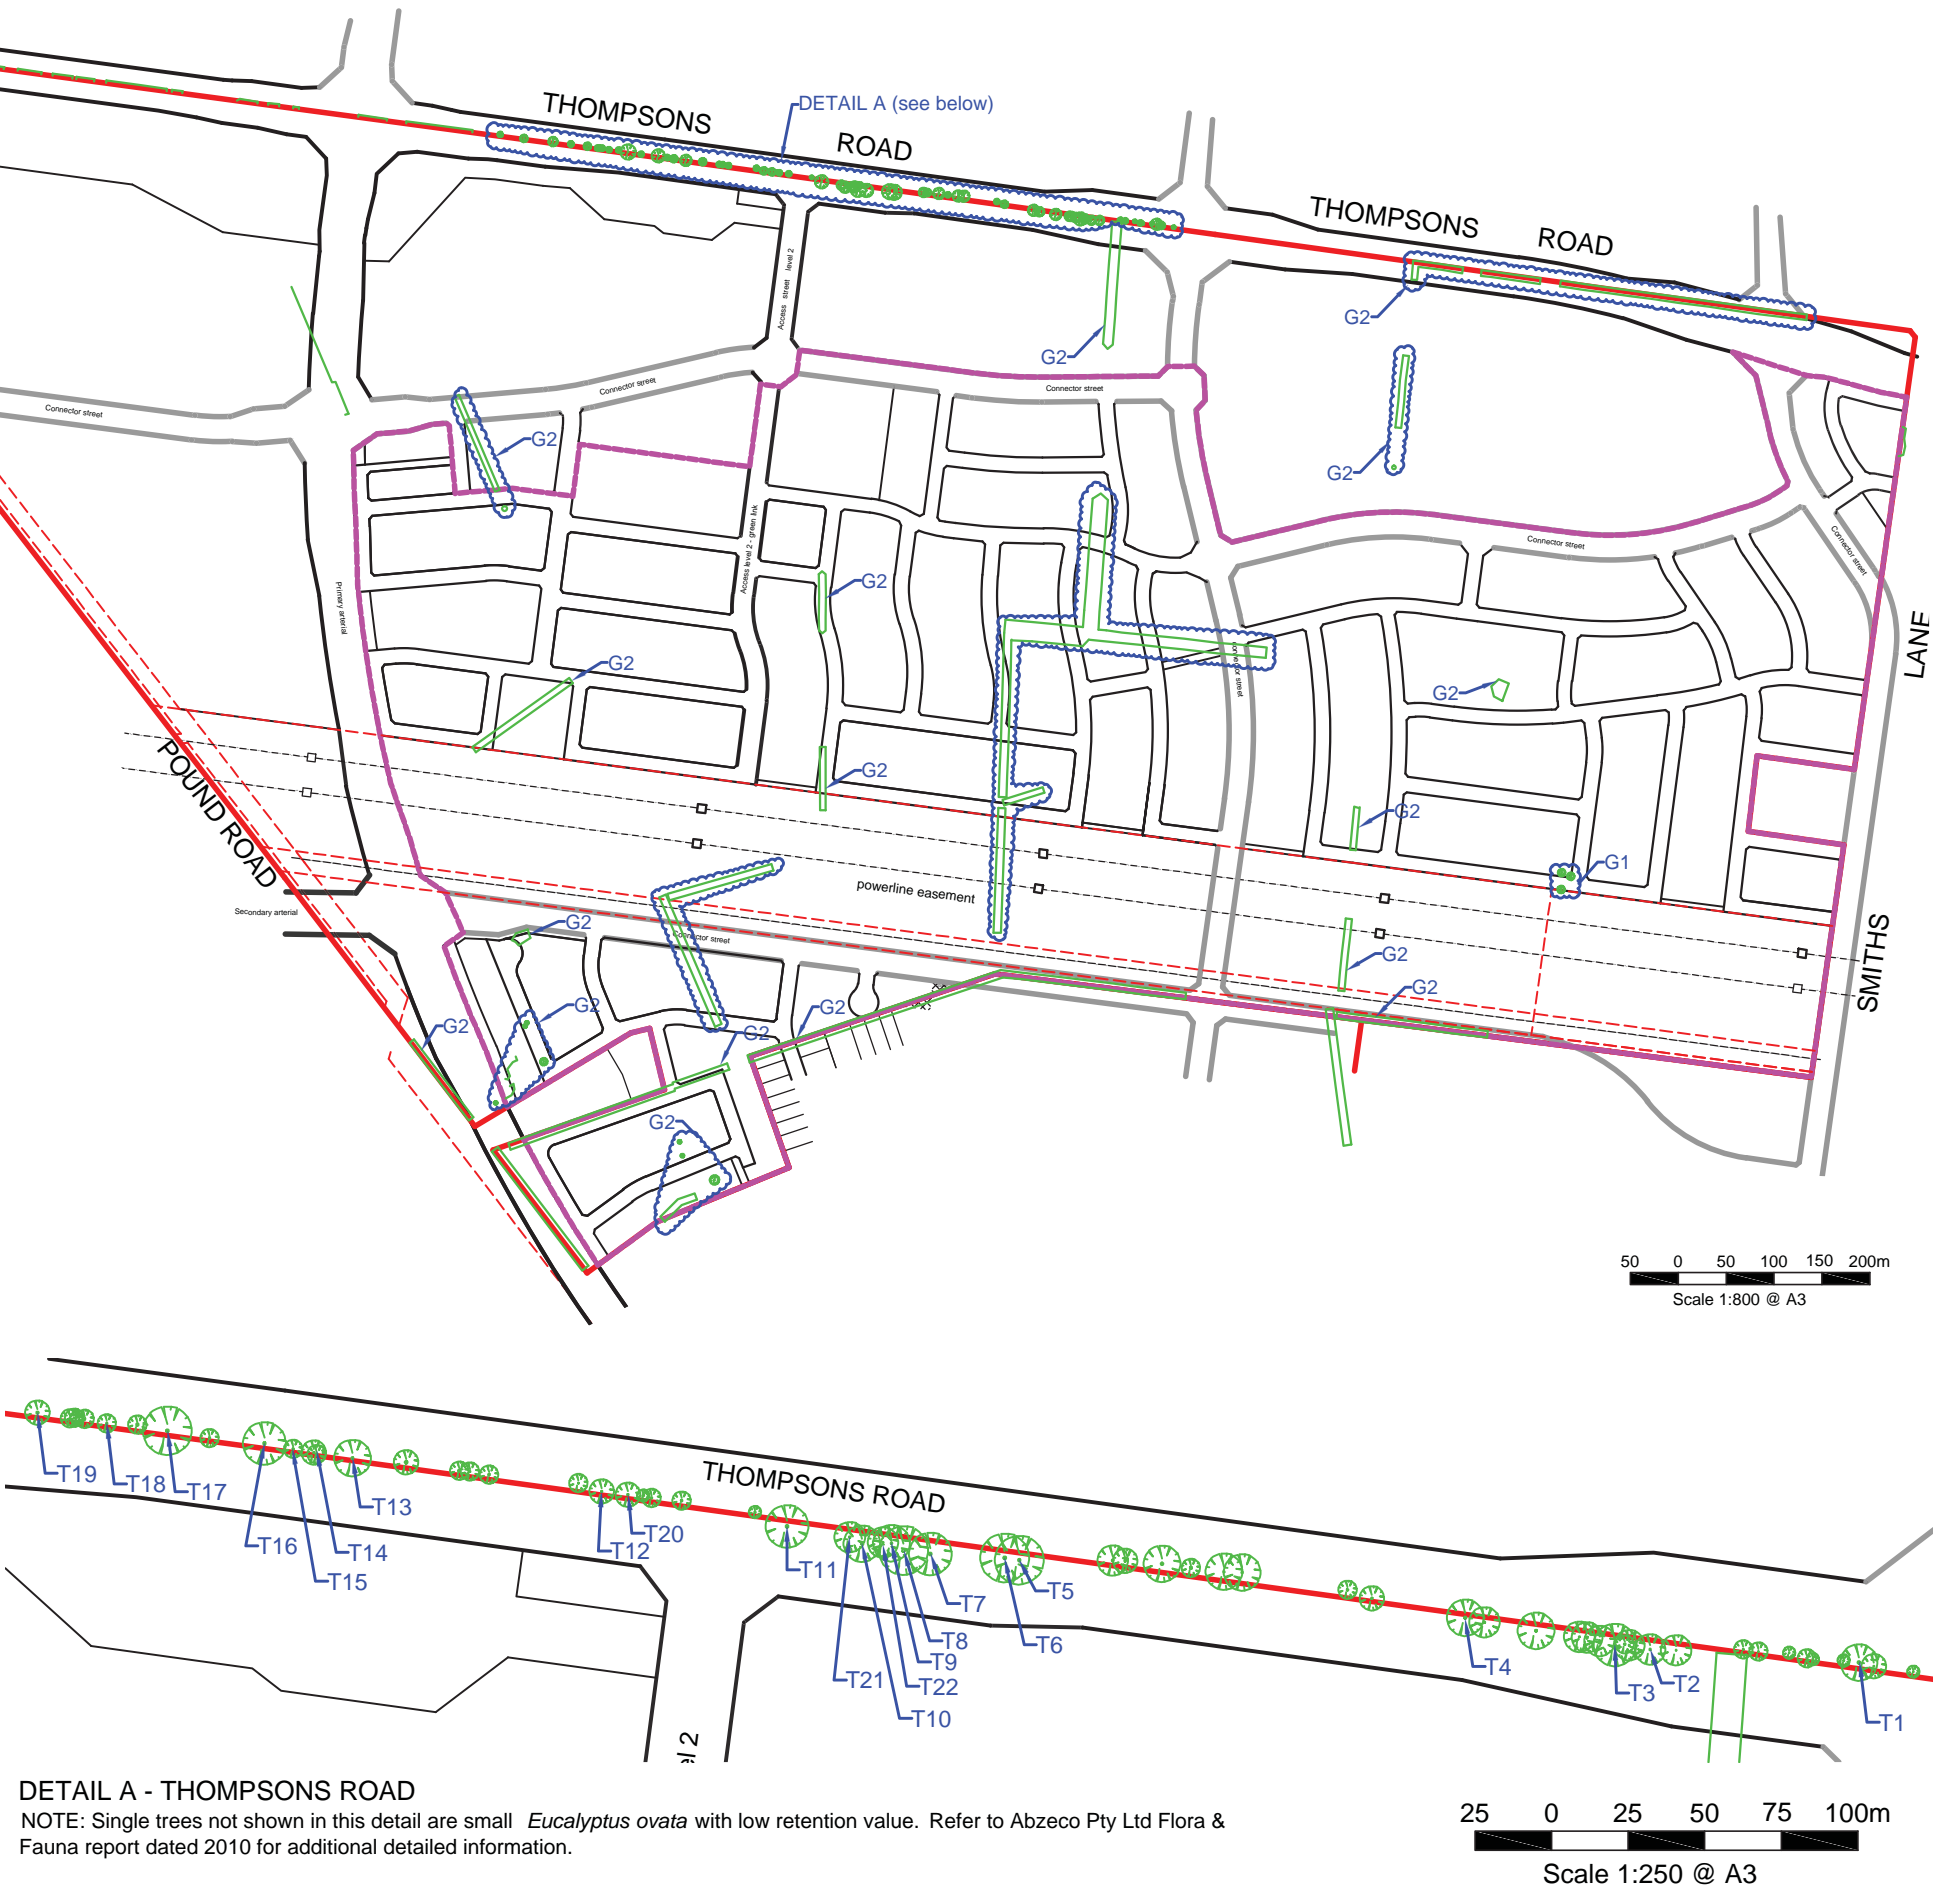 DETAIL A (see below)
THOMPSONS ROAD
THOMPSONS ROAD
G2
G2
G2
G2
Access street level 2
Connector street
Connector street
Connector street
Connector street
Connector street
Connector street
Primary arterial
Access level 2 - green link
G2
G2
G2
G2
G2
G1
LANE
SMITHS
POUND ROAD
Secondary arterial
powerline easement
Connector street
G2
G2
G2
G2
G2
G2
G2
G2
50 0 50 100 150 200m
Scale 1:800 @ A3
THOMPSONS ROAD
T19
T18
T17
T16
T15
T14
T13
T12
T20
T11
T21
T10
T22
T9
T8
T7
T6
T5
T4
T3
T2
T1
el 2
DETAIL A - THOMPSONS ROAD
NOTE: Single trees not shown in this detail are small Eucalyptus ovata with low retention value. Refer to Abzeco Pty Ltd Flora &
Fauna report dated 2010 for additional detailed information.
25 0 25 50 75 100m
Scale 1:250 @ A3